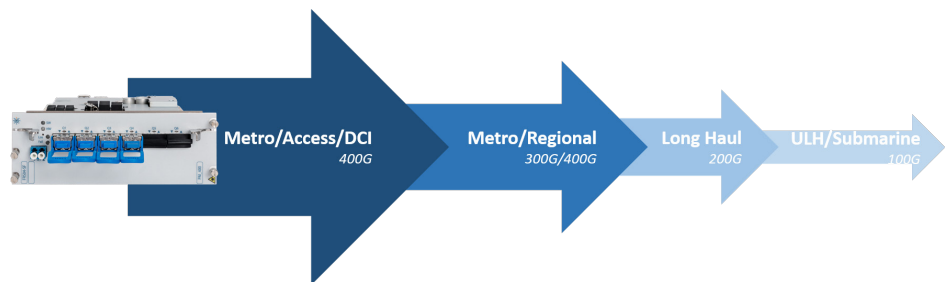 Metro/Access/DCI
400G
Metro/Regional
300G/400G
Long Haul
200G
ULH/Submarine
100G